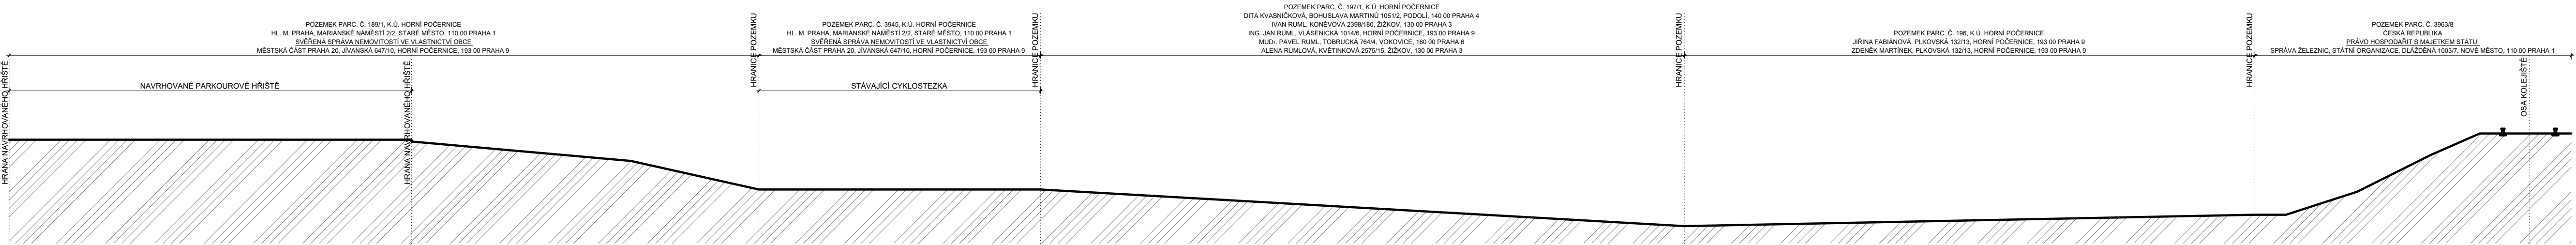 POZEMEK PARC. Č. 189/1, K.Ú. HORNÍ POČERNICE
HL. M. PRAHA, MARIÁNSKÉ NÁMĚSTÍ 2/2, STARÉ MĚSTO, 110 00 PRAHA 1
SVĚŘENÁ SPRÁVA NEMOVITOSTÍ VE VLASTNICTVÍ OBCE
MĚSTSKÁ ČÁST PRAHA 20, JÍVANSKÁ 647/10, HORNÍ POČERNICE, 193 00 PRAHA 9
POZEMEK PARC. Č. 3945, K.Ú. HORNÍ POČERNICE
HL. M. PRAHA, MARIÁNSKÉ NÁMĚSTÍ 2/2, STARÉ MĚSTO, 110 00 PRAHA 1
SVĚŘENÁ SPRÁVA NEMOVITOSTÍ VE VLASTNICTVÍ OBCE
MĚSTSKÁ ČÁST PRAHA 20, JÍVANSKÁ 647/10, HORNÍ POČERNICE, 193 00 PRAHA 9
POZEMEK PARC. Č. 197/1, K.Ú. HORNÍ POČERNICE
DITA KVASNIČKOVÁ, BOHUSLAVA MARTINŮ 1051/2, PODOLÍ, 140 00 PRAHA 4
IVAN RUML, KONĚVOVA 2398/180, ŽIŽKOV, 130 00 PRAHA 3
ING. JAN RUML, VLÁSENICKÁ 1014/6, HORNÍ POČERNICE, 193 00 PRAHA 9
MUDr. PAVEL RUML, TOBRUCKÁ 764/4, VOKOVICE, 160 00 PRAHA 6
ALENA RUMLOVÁ, KVĚTINKOVÁ 2575/15, ŽIŽKOV, 130 00 PRAHA 3
POZEMEK PARC. Č. 196, K.Ú. HORNÍ POČERNICE
JIŘINA FABIÁNOVÁ, PLKOVSKÁ 132/13, HORNÍ POČERNICE, 193 00 PRAHA 9
ZDENĚK MARTÍNEK, PLKOVSKÁ 132/13, HORNÍ POČERNICE, 193 00 PRAHA 9
POZEMEK PARC. Č. 3963/8
ČESKÁ REPUBLIKA
PRÁVO HOSPODAŘIT S MAJETKEM STÁTU:
SPRÁVA ŽELEZNIC, STÁTNÍ ORGANIZACE, DLÁŽDĚNÁ 1003/7, NOVÉ MĚSTO, 110 00 PRAHA 1
HRANA NAVRHOVANÉHO HŘIŠTĚ
NAVRHOVANÉ PARKOUROVÉ HŘIŠTĚ
HRANA NAVRHOVANÉHO HŘIŠTĚ
HRANICE POZEMKU
STÁVAJÍCÍ CYKLOSTEZKA
HRANICE POZEMKU
HRANICE POZEMKU
HRANICE POZEMKU
OSA KOLEJIŠTĚ